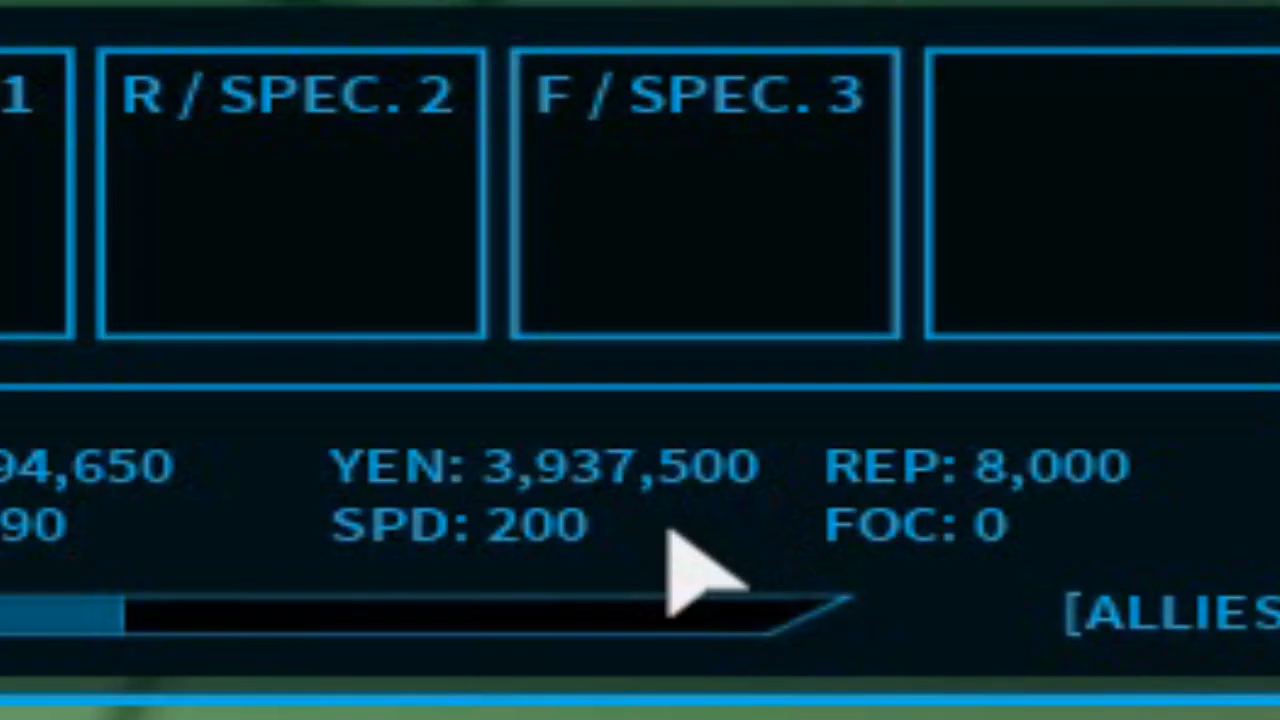 1
R / SPEC. 2
F / SPEC. 3
94,650
YEN: 3,937,500
REP: 8,000
90
SPD: 200
FOC: 0
[ALLIES